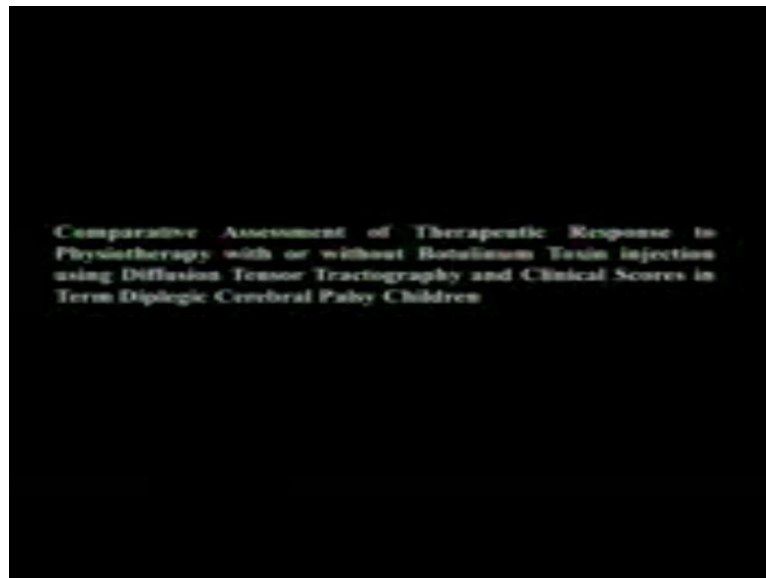 Comparative Assessment of Therapeutic Response to
Physiotherapy with or without Botulinum Toxin injection
using Diffusion Tensor Tractography and Clinical Scores in
Term Diplegic Cerebral Palsy Children